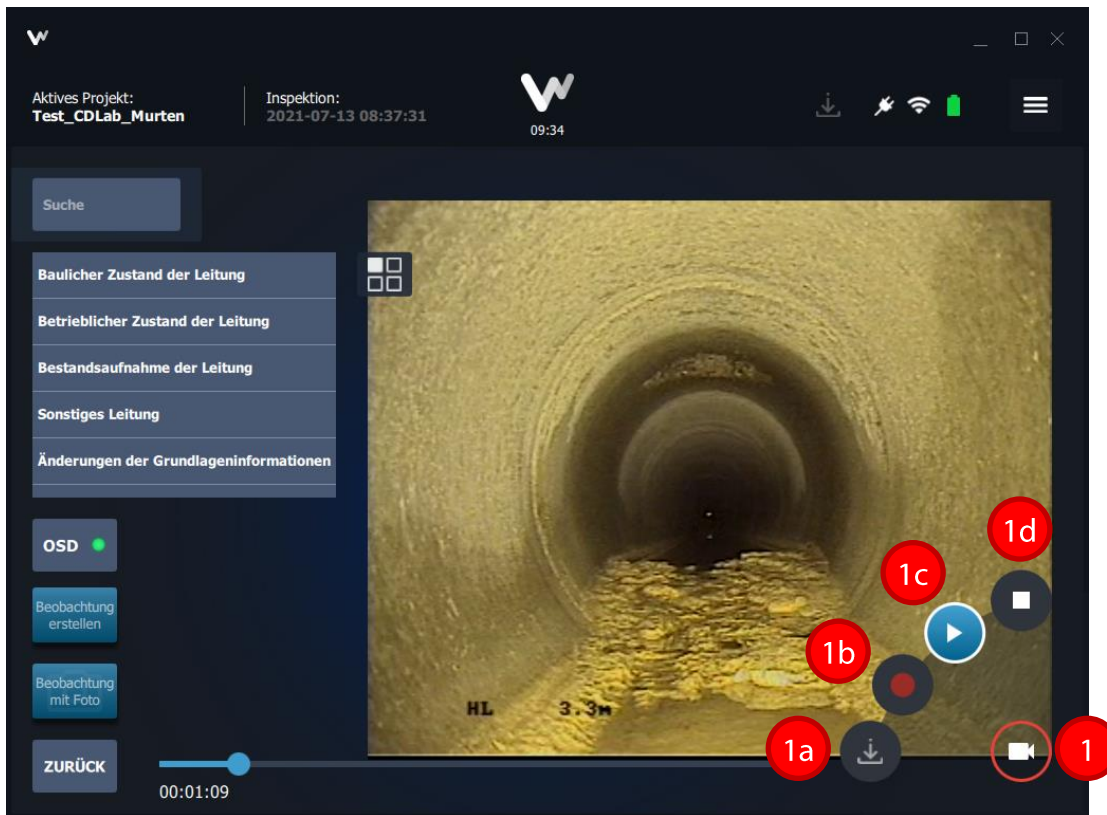 Aktives Projekt:
Test_CDLab_Murten
Inspektion:
2021-07-13 08:37:31
09:34
Suche
Baulicher Zustand der Leitung
Betrieblicher Zustand der Leitung
Bestandsaufnahme der Leitung
Sonstiges Leitung
Änderungen der Grundlageninformationen
OSD
Beobachtung
erstellen
Beobachtung
mit Foto
ZURÜCK
00:01:09
HL 3.3m
1d
1c
1b
1a
1